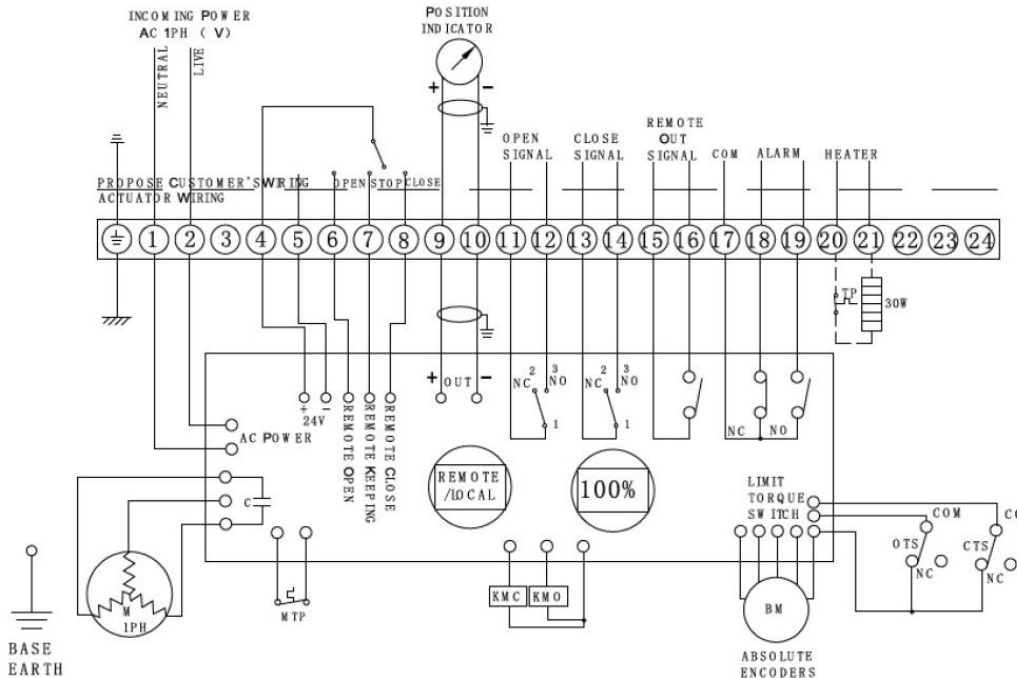 INCOMING POWER
AC 1PH ( V)
NEUTRAL
LIVE
POSITION
INDICATOR
+ -
OPEN
SIGNAL
CLOSE
SIGNAL
REMOTE
OUT
SIGNAL
COM
ALARM
HEATER
PROPOSE CUSTOMER'S WIRING
ACTUATOR WIRING
OPEN STOP CLOSE
1 2 3 4 5 6 7 8 9 10 11 12 13 14 15 16 17 18 19 20 21 22 23 24
TP
30W
+ -
24V
REMOTE OPEN
REMOTE KEEPING
REMOTE CLOSE
+ OUT -
NC 2 3 NO
1
NC 2 3 NO
1
NC NO
AC POWER
C
REMOTE
/LOCAL
100%
LIMIT
TORQUE
SWITCH
COM
CO
OTS
NC
CTS
NC
M
1PH
MTP
KMC
KMO
BM
ABSOLUTE
ENCODERS
BASE
EARTH